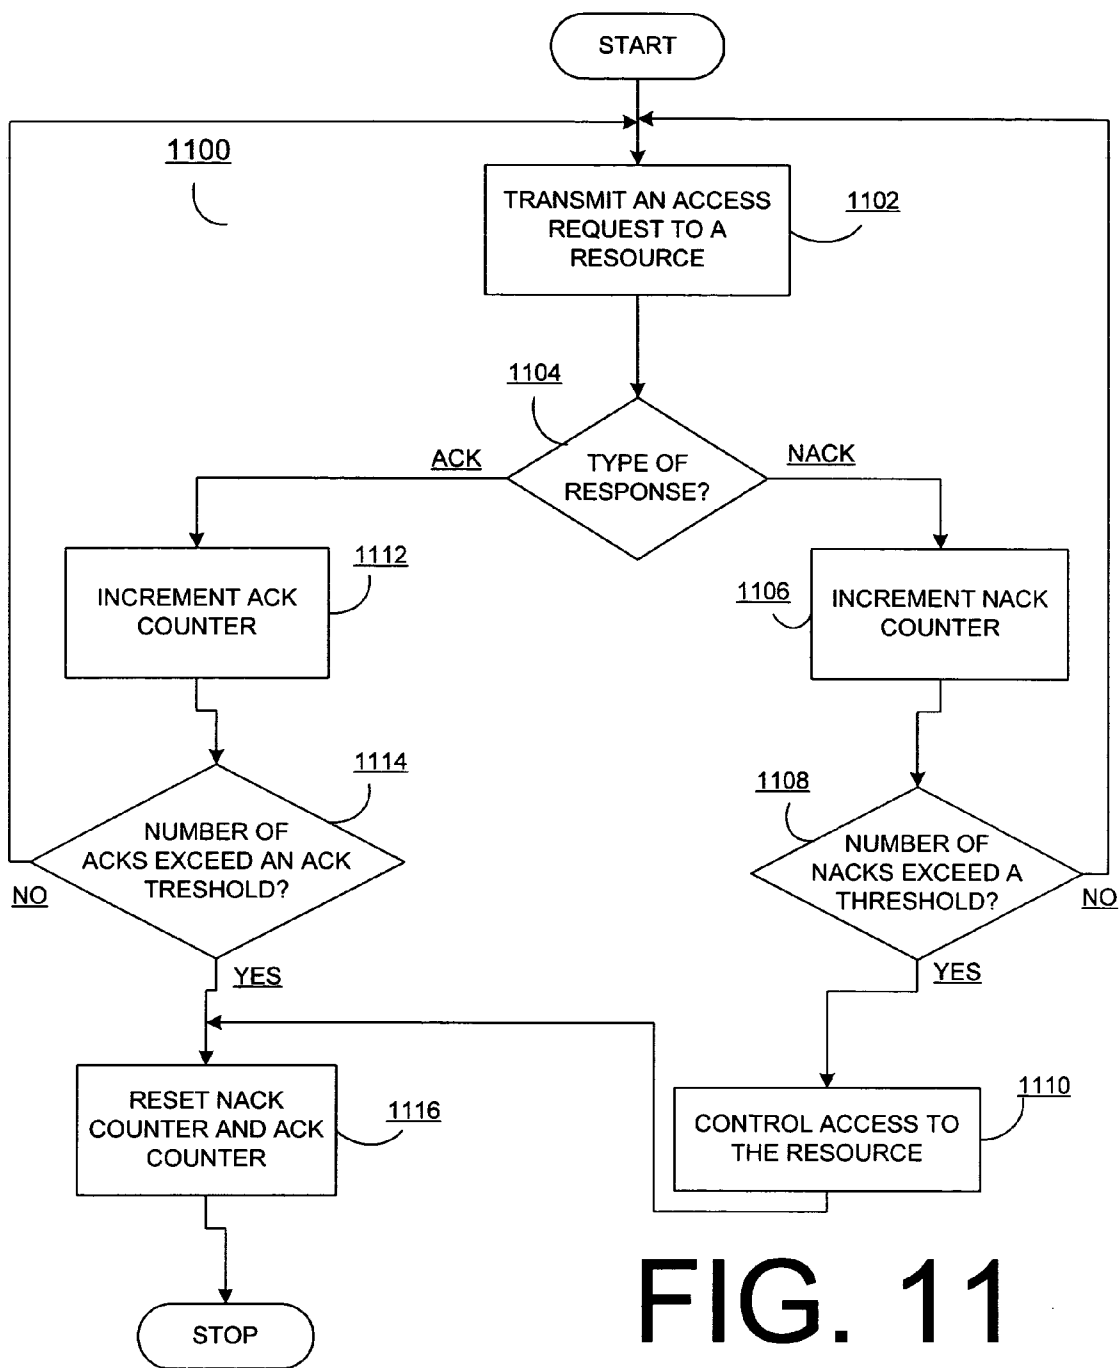 START
1100
TRANSMIT AN ACCESS
REQUEST TO A
RESOURCE
1102
1104
TYPE OF
RESPONSE?
ACK
NACK
INCREMENT ACK
COUNTER
1112
1106
INCREMENT NACK
COUNTER
NUMBER OF
ACKS EXCEED AN ACK
TRESHOLD?
1114
NO
YES
1108
NUMBER OF
NACKS EXCEED A
THRESHOLD?
NO
YES
RESET NACK
COUNTER AND ACK
COUNTER
1116
CONTROL ACCESS TO
THE RESOURCE
1110
STOP
FIG. 11